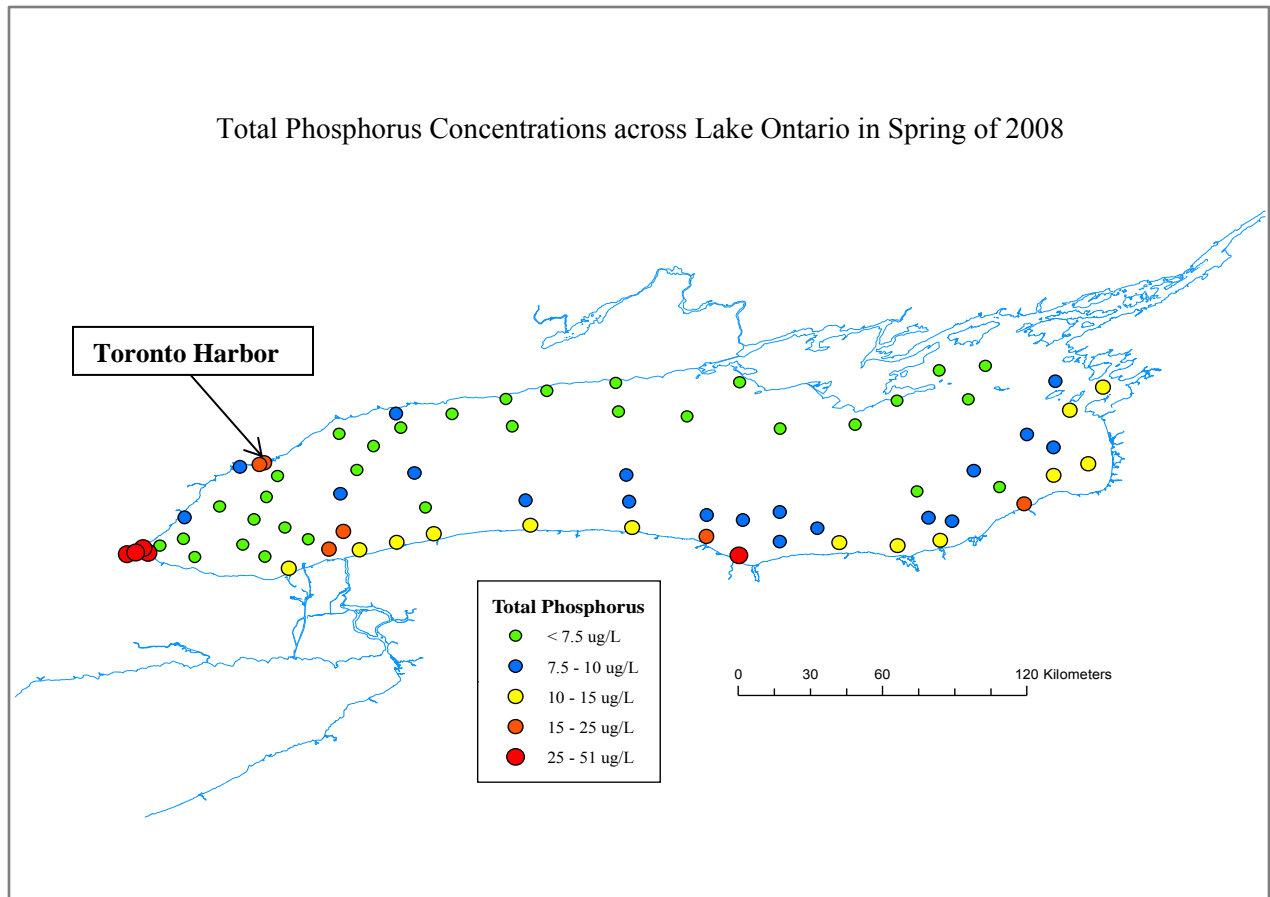 Total Phosphorus Concentrations across Lake Ontario in Spring of 2008
Toronto Harbor
Total Phosphorus
< 7.5 ug/L
7.5 - 10 ug/L
10 - 15 ug/L
15 - 25 ug/L
25 - 51 ug/L
0 30 60 120 Kilometers